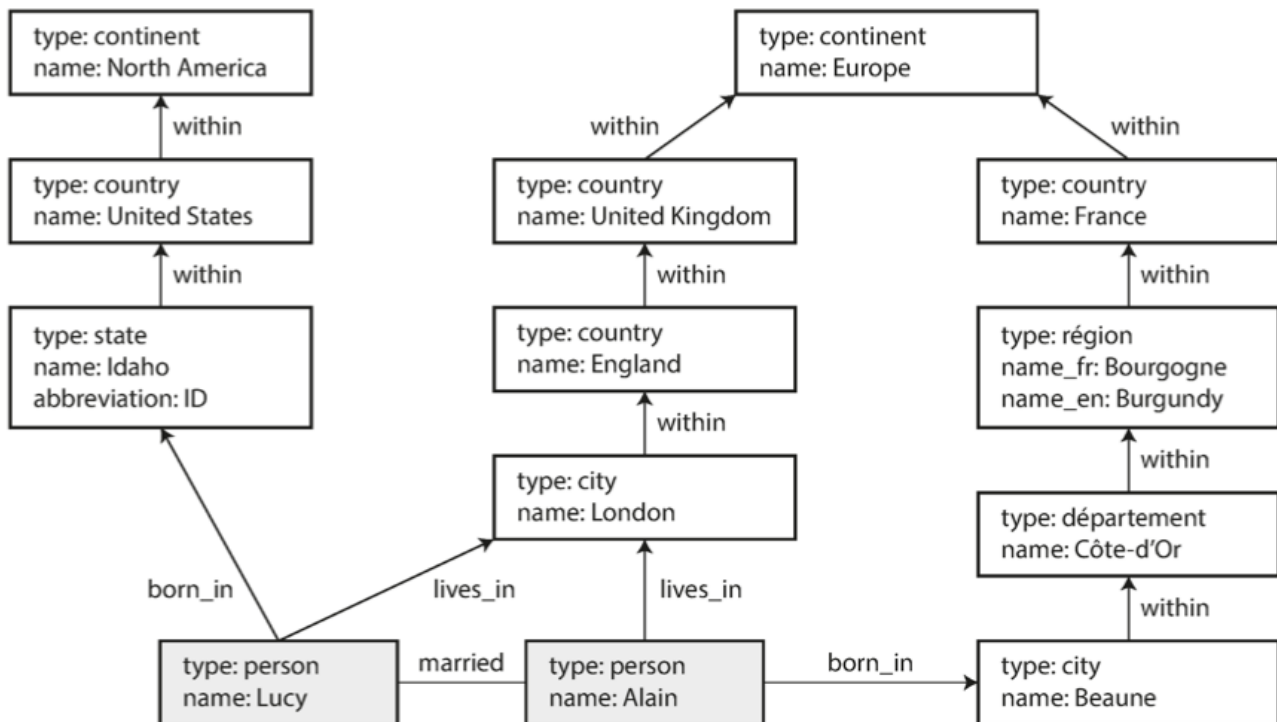 type: continent
name: North America
type: continent
name: Europe
within
within
within
type: country
name: United States
type: country
name: United Kingdom
type: country
name: France
within
within
within
type: state
name: Idaho
abbreviation: ID
type: country
name: England
type: région
name_fr: Bourgogne
name_en: Burgundy
within
within
type: city
name: London
type: département
name: Côte-d'Or
born_in
lives_in
lives_in
within
type: person
name: Lucy
married
type: person
name: Alain
born_in
type: city
name: Beaune